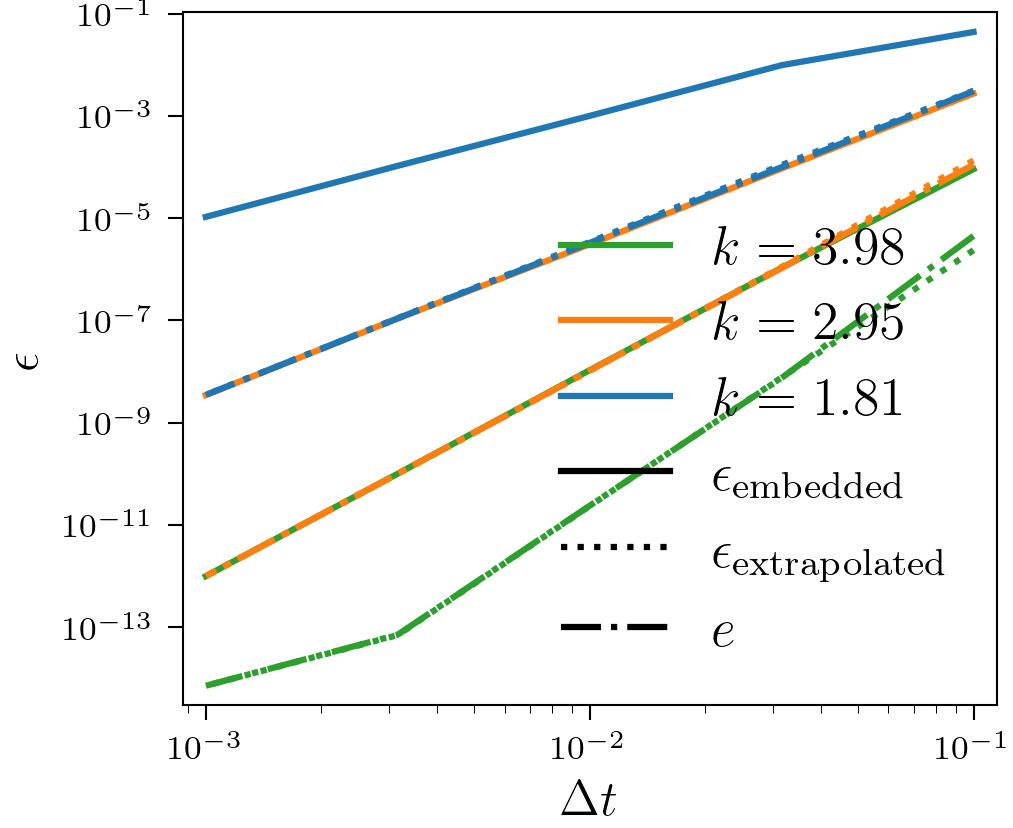 10⁻¹
10⁻³
10⁻⁵
10⁻⁷
10⁻⁹
10⁻¹¹
10⁻¹³
ϵ
k = 3.98
k = 2.95
k = 1.81
ϵ_embedded
ϵ_extrapolated
e
10⁻³ 10⁻² 10⁻¹
Δt